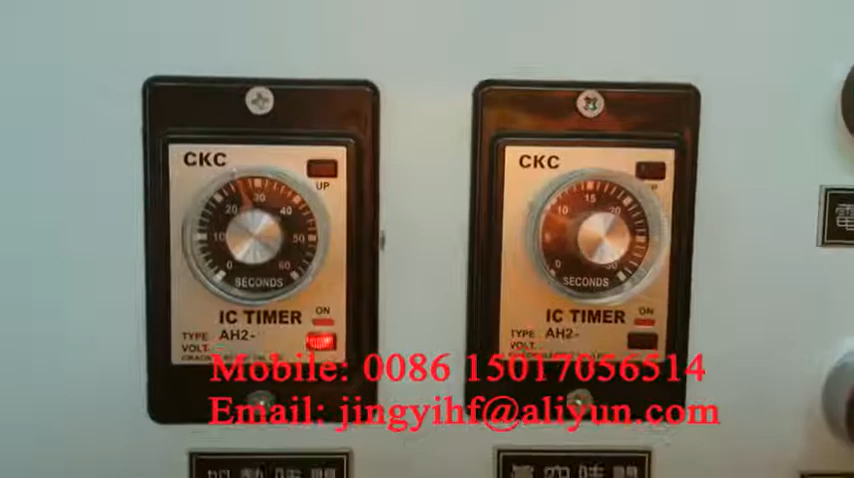 CKC
UP
10 20 30 40 50
0 60
SECONDS
IC TIMER
ON
TYPE AH2-
VOLT.
CKC
UP
10 15 20
0 30
SECONDS
IC TIMER
ON
TYPE AH2-
VOLT.
電
Mobile: 0086 15017056514
Email: jingyihf@aliyun.com
時間
真空時間